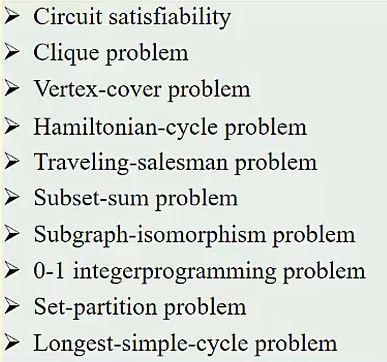 ➢ Circuit satisfiability
➢ Clique problem
➢ Vertex-cover problem
➢ Hamiltonian-cycle problem
➢ Traveling-salesman problem
➢ Subset-sum problem
➢ Subgraph-isomorphism problem
➢ 0-1 integerprogramming problem
➢ Set-partition problem
➢ Longest-simple-cycle problem